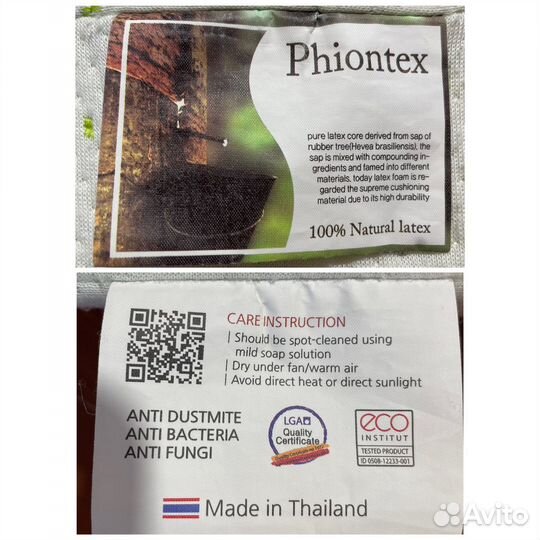 Phiontex
pure latex core derived from sap of
rubber tree(Hevea brasiliensis), the
sap is mixed with compounding in-
gredients and famed into different
materials, today latex foam is re-
garded the supreme cushioning
material due to its high durability
100% Natural latex
CARE INSTRUCTION
| Should be spot-cleaned using
mild soap solution
| Dry under fan/warm air
| Avoid direct heat or direct sunlight
ANTI DUSTMITE
ANTI BACTERIA
ANTI FUNGI
LGA
Quality
Certificate
eco
INSTITUT
TESTED PRODUCT
ID 0508-12233-001
Made in Thailand
Avito